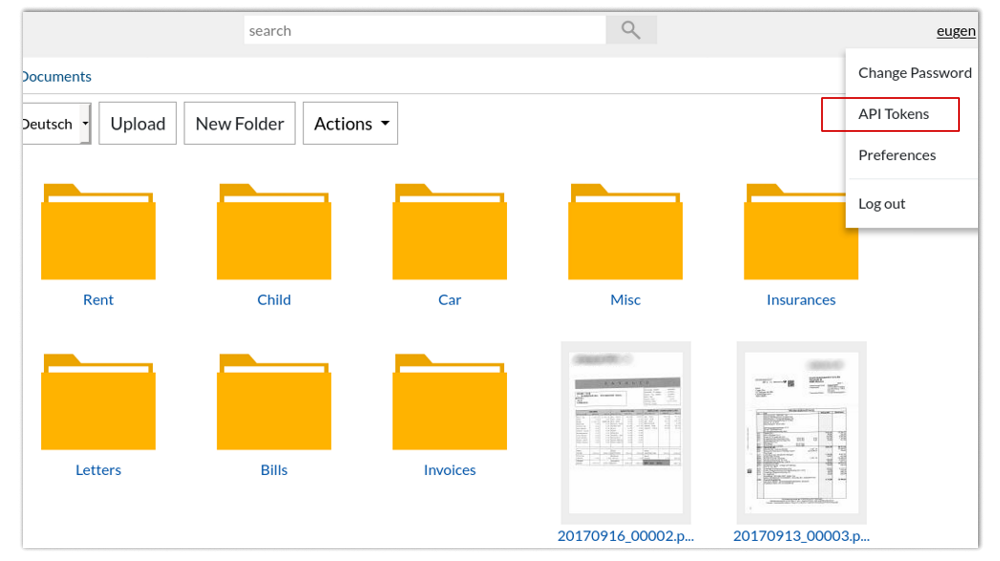 search
eugen
Documents
Change Password
API Tokens
Preferences
Log out
Deutsch
Upload
New Folder
Actions
Rent
Child
Car
Misc
Insurances
Letters
Bills
Invoices
20170916_00002.p...
20170913_00003.p...